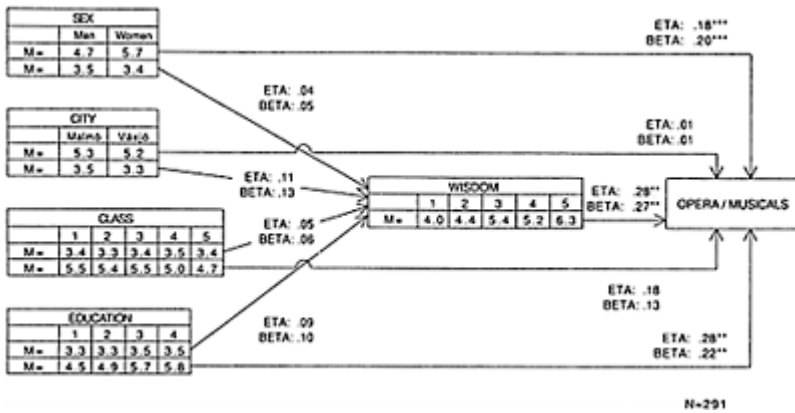 SEX
Men Women
M= 4.7 5.7
M= 3.5 3.4
ETA: .18***
BETA: .20***
ETA: .04
BETA: .05
CITY
Malmö Växjö
M= 5.3 5.2
M= 3.5 3.3
ETA: .01
BETA: .01
ETA: .11
BETA: .13
WISDOM
1 2 3 4 5
M= 4.0 4.4 5.4 5.2 6.3
ETA: .28**
BETA: .27**
OPERA / MUSICALS
CLASS
1 2 3 4 5
M= 3.4 3.3 3.4 3.5 3.4
M= 5.5 5.4 5.5 5.0 4.7
ETA: .05
BETA: .06
ETA: .18
BETA: .13
EDUCATION
1 2 3 4
M= 3.3 3.3 3.5 3.5
M= 4.5 4.9 5.7 5.8
ETA: .09
BETA: .10
ETA: .28**
BETA: .22**
N=291